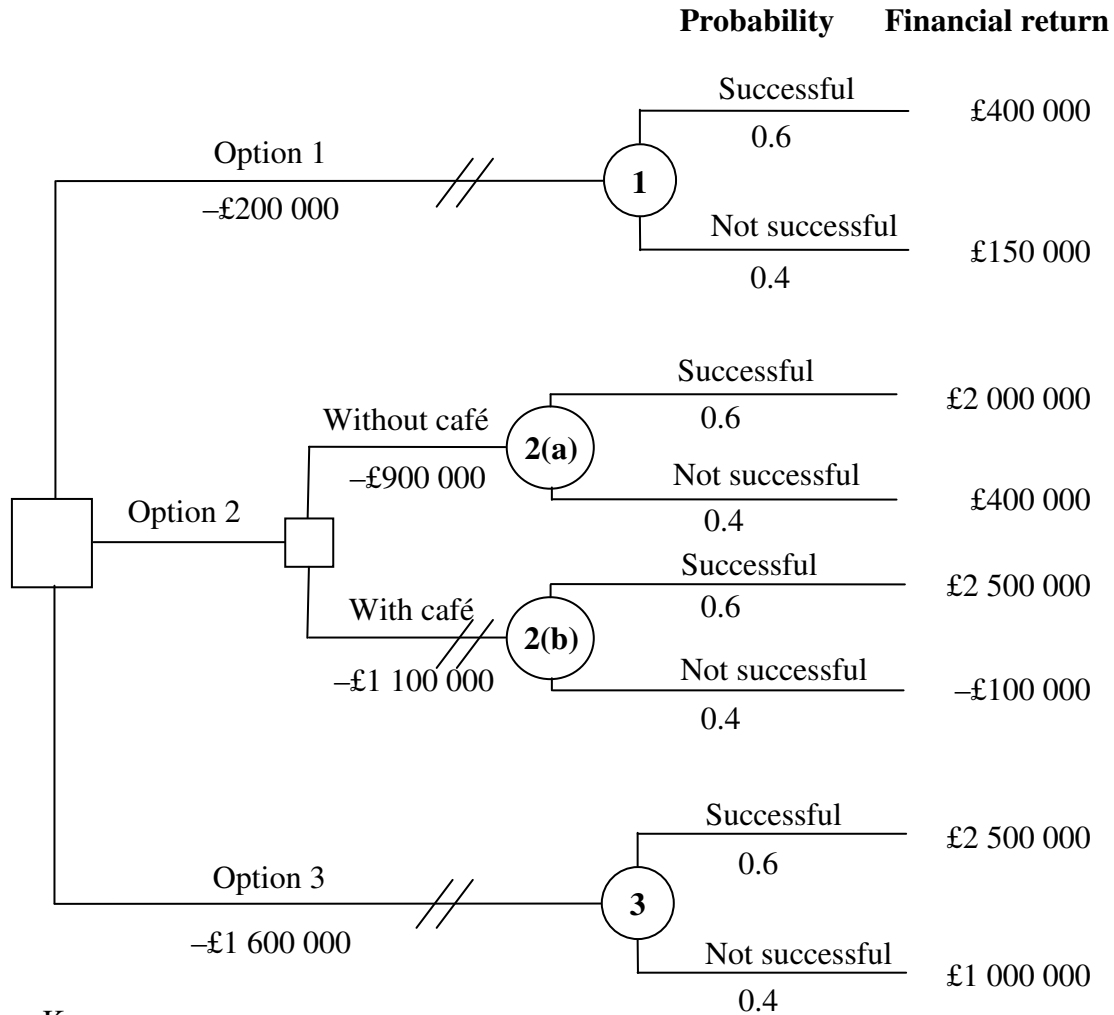 Probability Financial return
Successful
£400 000
0.6
Option 1
1
–£200 000
Not successful
£150 000
0.4
Successful
£2 000 000
0.6
Without café
2(a)
–£900 000
Not successful
£400 000
0.4
Option 2
Successful
£2 500 000
0.6
With café
2(b)
–£1 100 000
Not successful
–£100 000
0.4
Successful
£2 500 000
0.6
Option 3
3
–£1 600 000
Not successful
£1 000 000
0.4